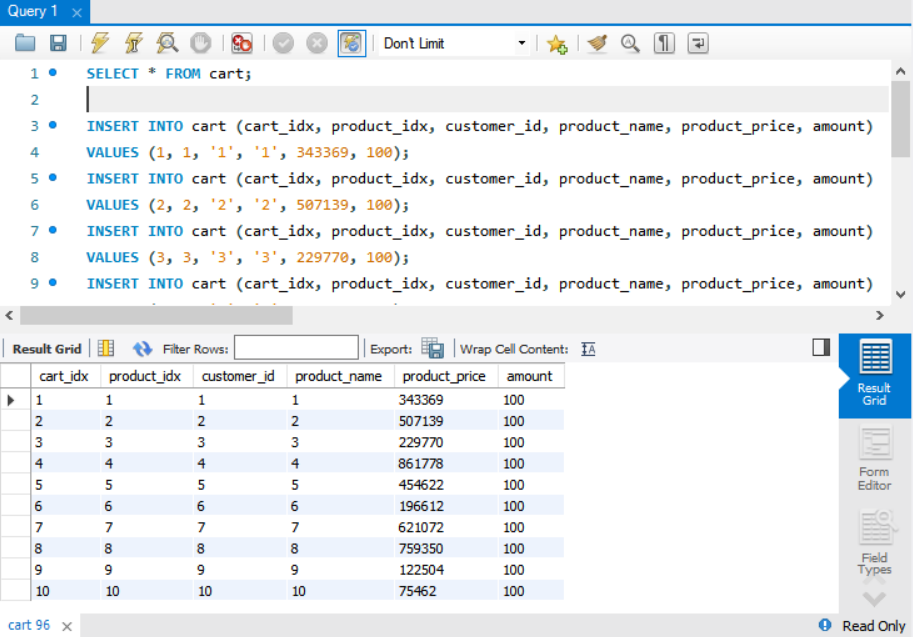 Query 1
Don't Limit
1 SELECT * FROM cart;
2
3 INSERT INTO cart (cart_idx, product_idx, customer_id, product_name, product_price, amount)
4 VALUES (1, 1, '1', '1', 343369, 100);
5 INSERT INTO cart (cart_idx, product_idx, customer_id, product_name, product_price, amount)
6 VALUES (2, 2, '2', '2', 507139, 100);
7 INSERT INTO cart (cart_idx, product_idx, customer_id, product_name, product_price, amount)
8 VALUES (3, 3, '3', '3', 229770, 100);
9 INSERT INTO cart (cart_idx, product_idx, customer_id, product_name, product_price, amount)
Result Grid Filter Rows: Export: Wrap Cell Content:
cart_idx product_idx customer_id product_name product_price amount
1 1 1 1 343369 100
2 2 2 2 507139 100
3 3 3 3 229770 100
4 4 4 4 861778 100
5 5 5 5 454622 100
6 6 6 6 196612 100
7 7 7 7 621072 100
8 8 8 8 759350 100
9 9 9 9 122504 100
10 10 10 10 75462 100
Result
Grid
Form
Editor
Field
Types
cart 96
Read Only